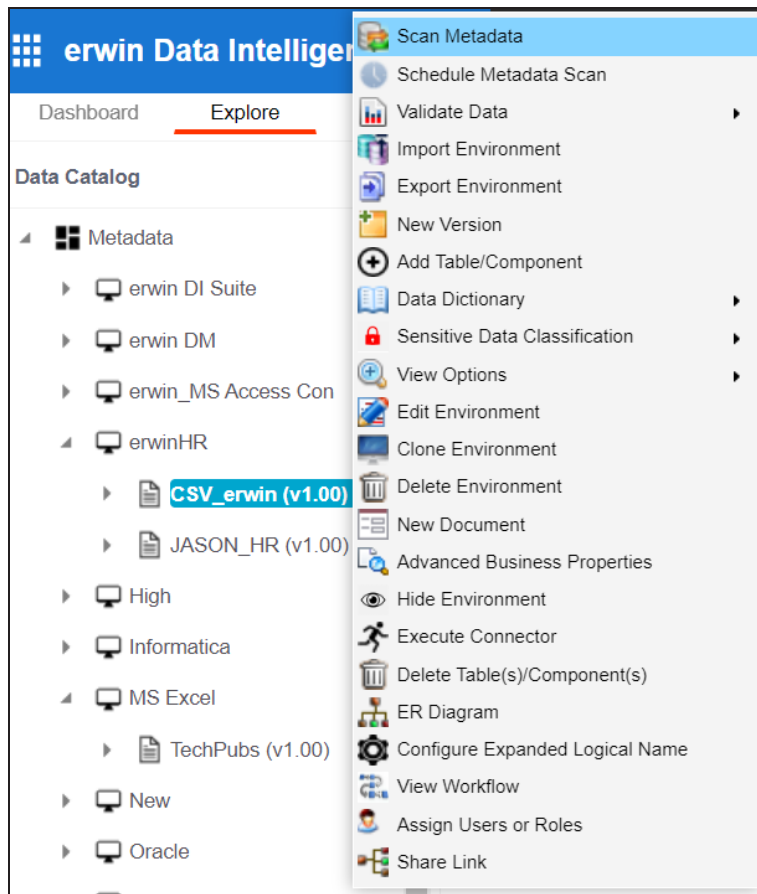 erwin Data Intelliger
Dashboard
Explore
Data Catalog
Metadata
erwin DI Suite
erwin DM
erwin_MS Access Con
erwinHR
CSV_erwin (v1.00)
JASON_HR (v1.00)
High
Informatica
MS Excel
TechPubs (v1.00)
New
Oracle
Scan Metadata
Schedule Metadata Scan
Validate Data
Import Environment
Export Environment
New Version
Add Table/Component
Data Dictionary
Sensitive Data Classification
View Options
Edit Environment
Clone Environment
Delete Environment
New Document
Advanced Business Properties
Hide Environment
Execute Connector
Delete Table(s)/Component(s)
ER Diagram
Configure Expanded Logical Name
View Workflow
Assign Users or Roles
Share Link